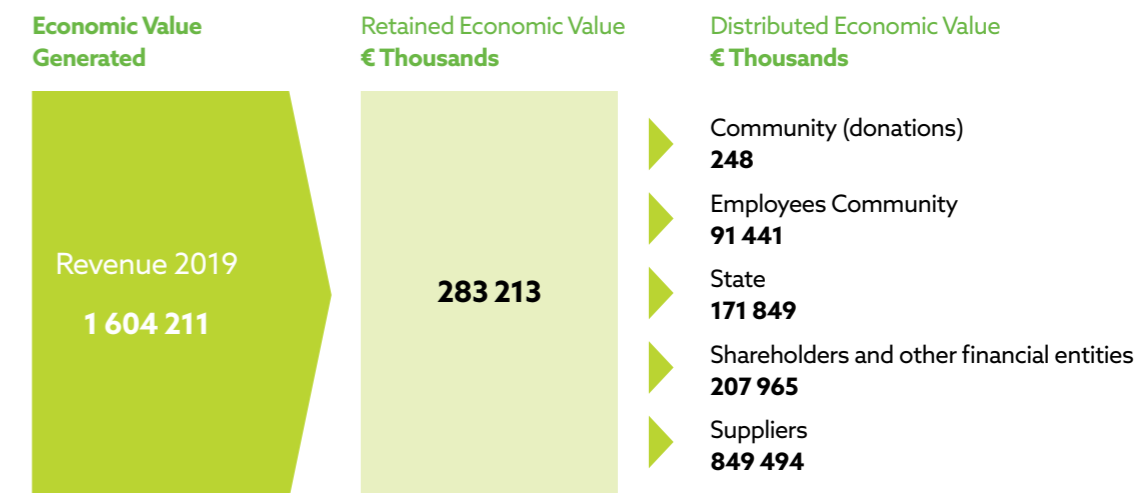 Economic Value
Generated
Retained Economic Value
€ Thousands
Distributed Economic Value
€ Thousands
Revenue 2019
1 604 211
283 213
Community (donations)
248
Employees Community
91 441
State
171 849
Shareholders and other financial entities
207 965
Suppliers
849 494